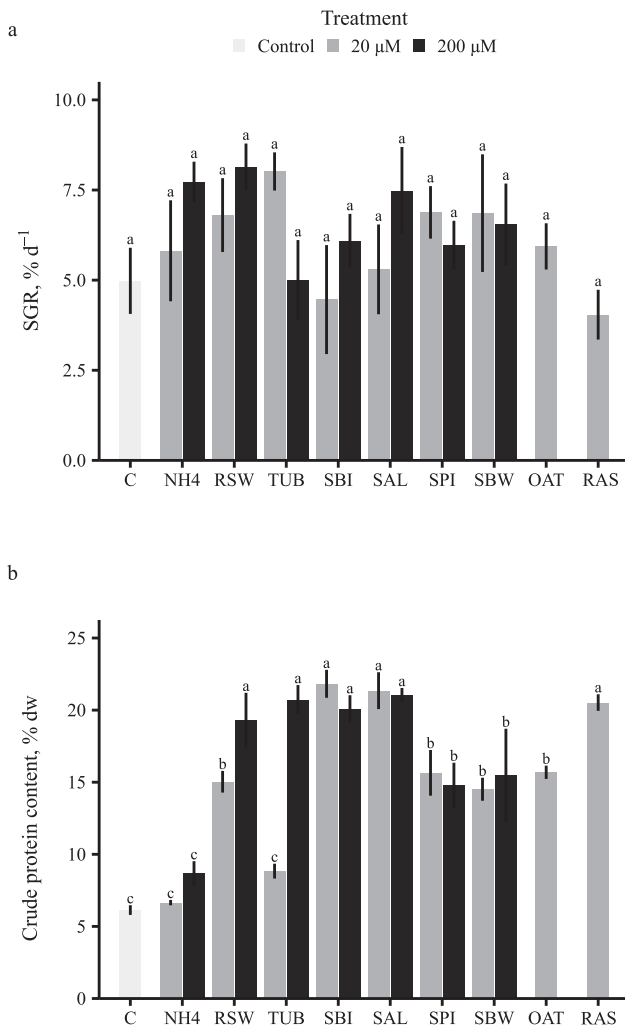 Treatment
a
Control 20 μM 200 μM
10.0
7.5
5.0
2.5
0.0
SGR, % d⁻¹
a a a a a a a a a a a a a a a a a
C NH4 RSW TUB SBI SAL SPI SBW OAT RAS
b
25
20
15
10
5
0
Crude protein content, % dw
c c c b a c a a a a a b b b b b a
C NH4 RSW TUB SBI SAL SPI SBW OAT RAS